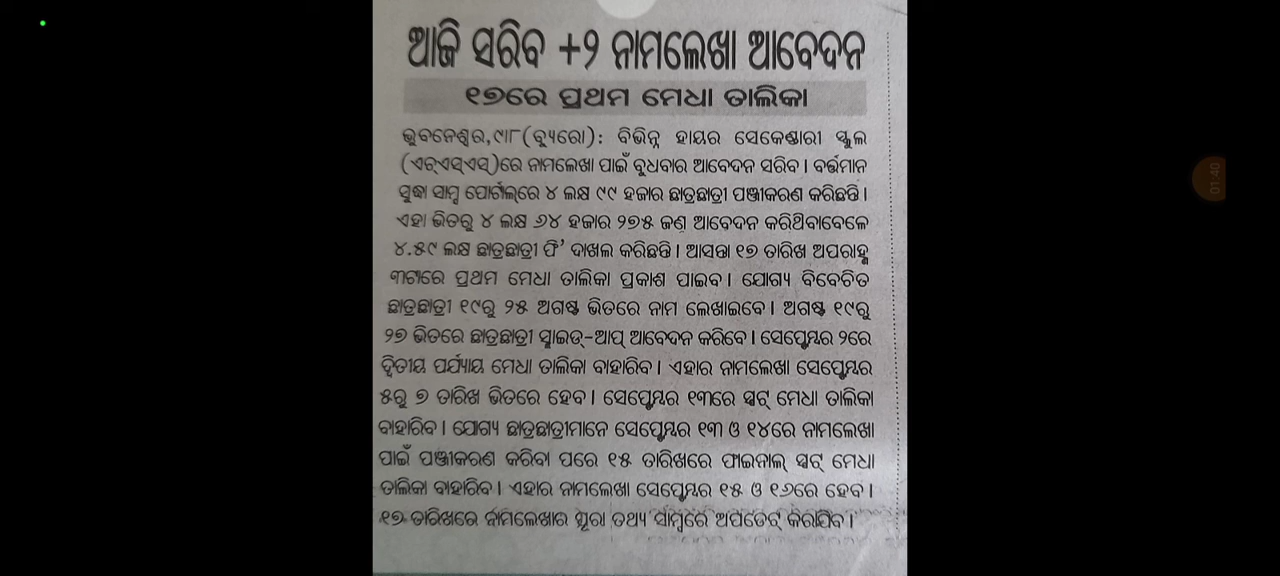 ଆଜି ସରିବ +୨ ନାମଲେଖା ଆବେଦନ
୧୭ରେ ପ୍ରଥମ ମେଧା ତାଲିକା
ଭୁବନେଶ୍ୱର,୯।୮(ବ୍ୟୁରୋ): ବିଭିନ୍ନ ହାୟର ସେକେଣ୍ଡାରୀ ସ୍କୁଲ
(ଏଚ୍‌ଏସ୍‌ଏସ୍‌)ରେ ନାମଲେଖା ପାଇଁ ବୁଧବାର ଆବେଦନ ସରିବ। ବର୍ତ୍ତମାନ
ସୁଦ୍ଧା ସାମ୍ସ ପୋର୍ଟାଲ୍‌ରେ ୪ ଲକ୍ଷ ୯୯ ହଜାର ଛାତ୍ରଛାତ୍ରୀ ପଞ୍ଜୀକରଣ କରିଛନ୍ତି।
ଏହା ଭିତରୁ ୪ ଲକ୍ଷ ୬୪ ହଜାର ୨୭୫ ଜଣ ଆବେଦନ କରିଥିବାବେଳେ
୪.୫୯ ଲକ୍ଷ ଛାତ୍ରଛାତ୍ରୀ ଫି' ଦାଖଲ କରିଛନ୍ତି। ଆସନ୍ତା ୧୭ ତାରିଖ ଅପରାହ୍ଣ
୩ଟାରେ ପ୍ରଥମ ମେଧା ତାଲିକା ପ୍ରକାଶ ପାଇବ। ଯୋଗ୍ୟ ବିବେଚିତ
ଛାତ୍ରଛାତ୍ରୀ ୧୯ରୁ ୨୫ ଅଗଷ୍ଟ ଭିତରେ ନାମ ଲେଖାଇବେ। ଅଗଷ୍ଟ ୧୯ରୁ
୨୭ ଭିତରେ ଛାତ୍ରଛାତ୍ରୀ ସ୍ଲାଇଡ୍‌-ଆପ୍‌ ଆବେଦନ କରିବେ। ସେପ୍ଟେମ୍ବର ୨ରେ
ଦ୍ୱିତୀୟ ପର୍ଯ୍ୟାୟ ମେଧା ତାଲିକା ବାହାରିବ। ଏହାର ନାମଲେଖା ସେପ୍ଟେମ୍ବର
୫ରୁ ୭ ତାରିଖ ଭିତରେ ହେବ। ସେପ୍ଟେମ୍ବର ୧୩ରେ ସ୍ପଟ୍‌ ମେଧା ତାଲିକା
ବାହାରିବ। ଯୋଗ୍ୟ ଛାତ୍ରଛାତ୍ରୀମାନେ ସେପ୍ଟେମ୍ବର ୧୩ ଓ ୧୪ରେ ନାମଲେଖା
ପାଇଁ ପଞ୍ଜୀକରଣ କରିବା ପରେ ୧୫ ତାରିଖରେ ଫାଇନାଲ୍‌ ସ୍ପଟ୍‌ ମେଧା
ତାଲିକା ବାହାରିବ। ଏହାର ନାମଲେଖା ସେପ୍ଟେମ୍ବର ୧୫ ଓ ୧୬ରେ ହେବ।
୧୭ ତାରିଖରେ ନାମଲେଖାର ପୂରା ତଥ୍ୟ ସାମ୍ସରେ ଅପଡେଟ୍‌ କରାଯିବ।
01:40